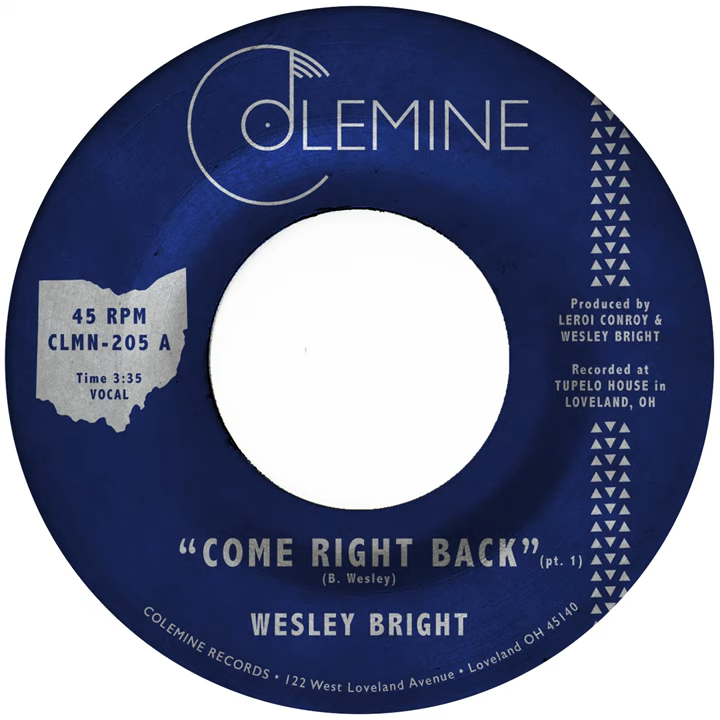 COLEMINE
45 RPM
CLMN-205 A
Time 3:35
VOCAL
Produced by
LEROI CONROY &
WESLEY BRIGHT
Recorded at
TUPELO HOUSE in
LOVELAND, OH
“COME RIGHT BACK” (pt. 1)
(B. Wesley)
WESLEY BRIGHT
COLEMINE RECORDS • 122 West Loveland Avenue • Loveland OH 45140